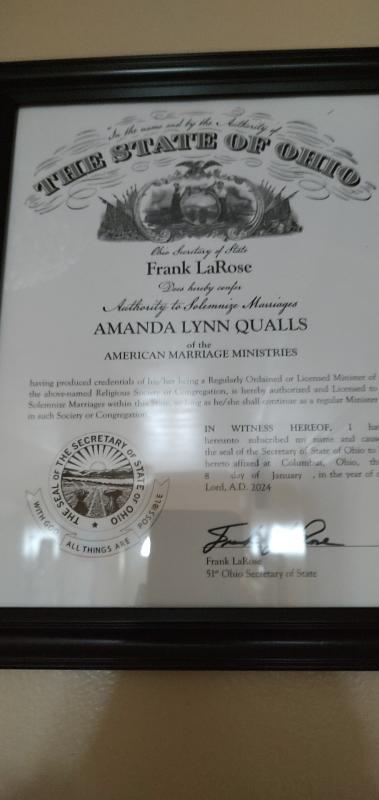 In the name and by the Authority of
THE STATE OF OHIO
Ohio Secretary of State
Frank LaRose
Does hereby confer
Authority to Solemnize Marriages
AMANDA LYNN QUALLS
of the
AMERICAN MARRIAGE MINISTRIES
having produced credentials of his/her being a Regularly Ordained or Licensed Minister of
the above-named Religious Society or Congregation, is hereby authorized and Licensed to
Solemnize Marriages within this State, so long as he/she shall continue as a regular Minister
in such Society or Congregation.
IN WITNESS HEREOF, I ha
hereunto subscribed my name and cause
the seal of the Secretary of State of Ohio to
hereto affixed at Columbus, Ohio, thi
8 day of January , in the year of o
Lord, A.D. 2024
THE SEAL OF THE SECRETARY OF STATE OF OHIO
WITH GOD ALL THINGS ARE POSSIBLE
Frank LaRose
Frank LaRose
51st Ohio Secretary of State